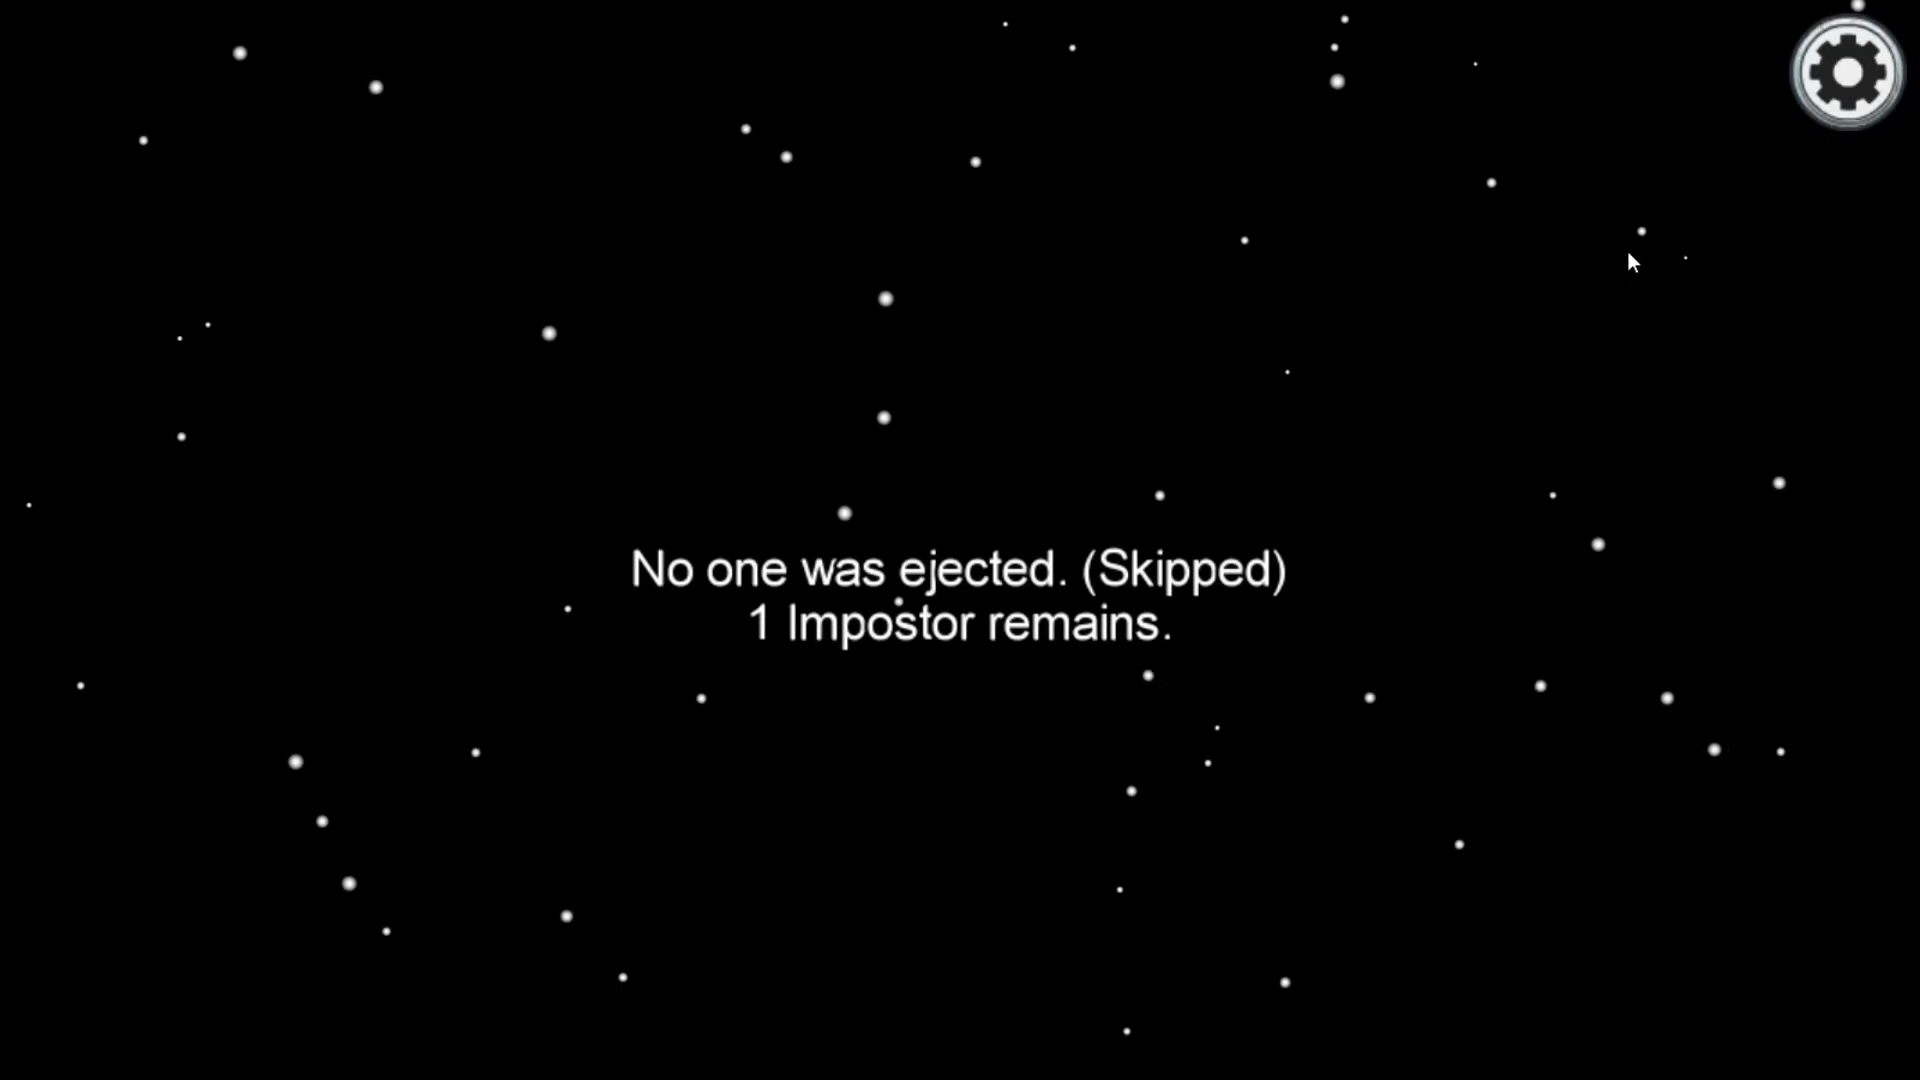 No one was ejected. (Skipped)
1 Impostor remains.